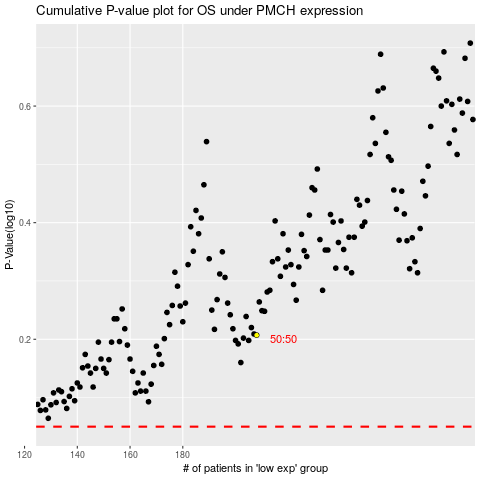 Cumulative P-value plot for OS under PMCH expression
P-Value(log10)
0.6
0.4
0.2
50:50
120 140 160 180
# of patients in 'low exp' group